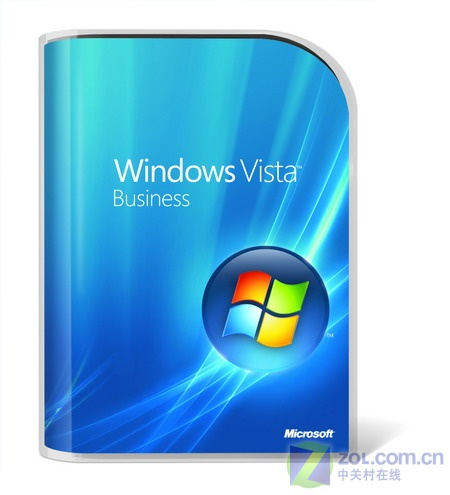 Windows Vista™
Business
TM
Microsoft
zol.com.cn
中关村在线